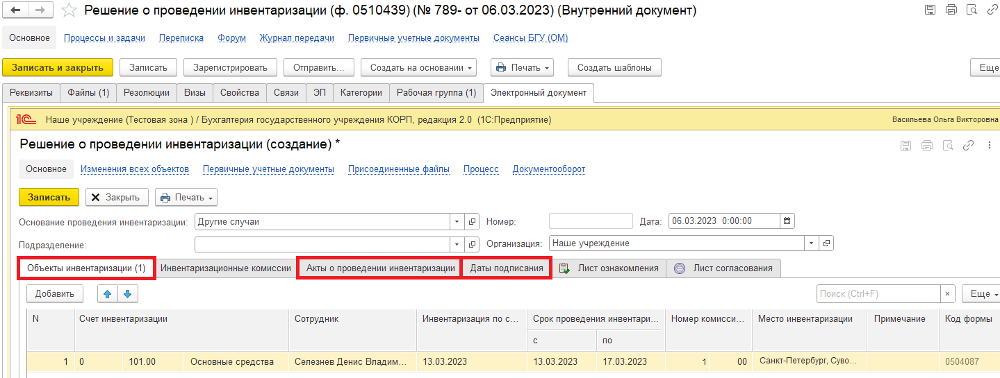 Решение о проведении инвентаризации (ф. 0510439) (№ 789- от 06.03.2023) (Внутренний документ)
Основное Процессы и задачи Переписка Форум Журнал передачи Первичные учетные документы Сеансы БГУ (ОМ)
Записать и закрыть Записать Зарегистрировать Отправить... Создать на основании Печать Создать шаблоны Еще
Реквизиты Файлы (1) Резолюции Визы Свойства Связи ЭП Категории Рабочая группа (1) Электронный документ
1С Наше учреждение (Тестовая зона ) / Бухгалтерия государственного учреждения КОРП, редакция 2.0 (1С:Предприятие) Васильева Ольга Викторовна
Решение о проведении инвентаризации (создание) *
Основное Изменения всех объектов Первичные учетные документы Присоединенные файлы Процесс Документооборот
Записать Закрыть Печать
Основание проведения инвентаризации: Другие случаи Номер: Дата: 06.03.2023 0:00:00
Подразделение: Организация: Наше учреждение
Объекты инвентаризации (1) Инвентаризационные комиссии Акты о проведении инвентаризации Даты подписания Лист ознакомления Лист согласования
Добавить Поиск (Ctrl+F) × Еще
N Счет инвентаризации Сотрудник Инвентаризация по с... Срок проведения инвентари... Номер комисси... Место инвентаризации Примечание Код формы
с по
1 0 101.00 Основные средства Селезнев Денис Владим... 13.03.2023 13.03.2023 17.03.2023 1 00 Санкт-Петербург, Суво... 0504087